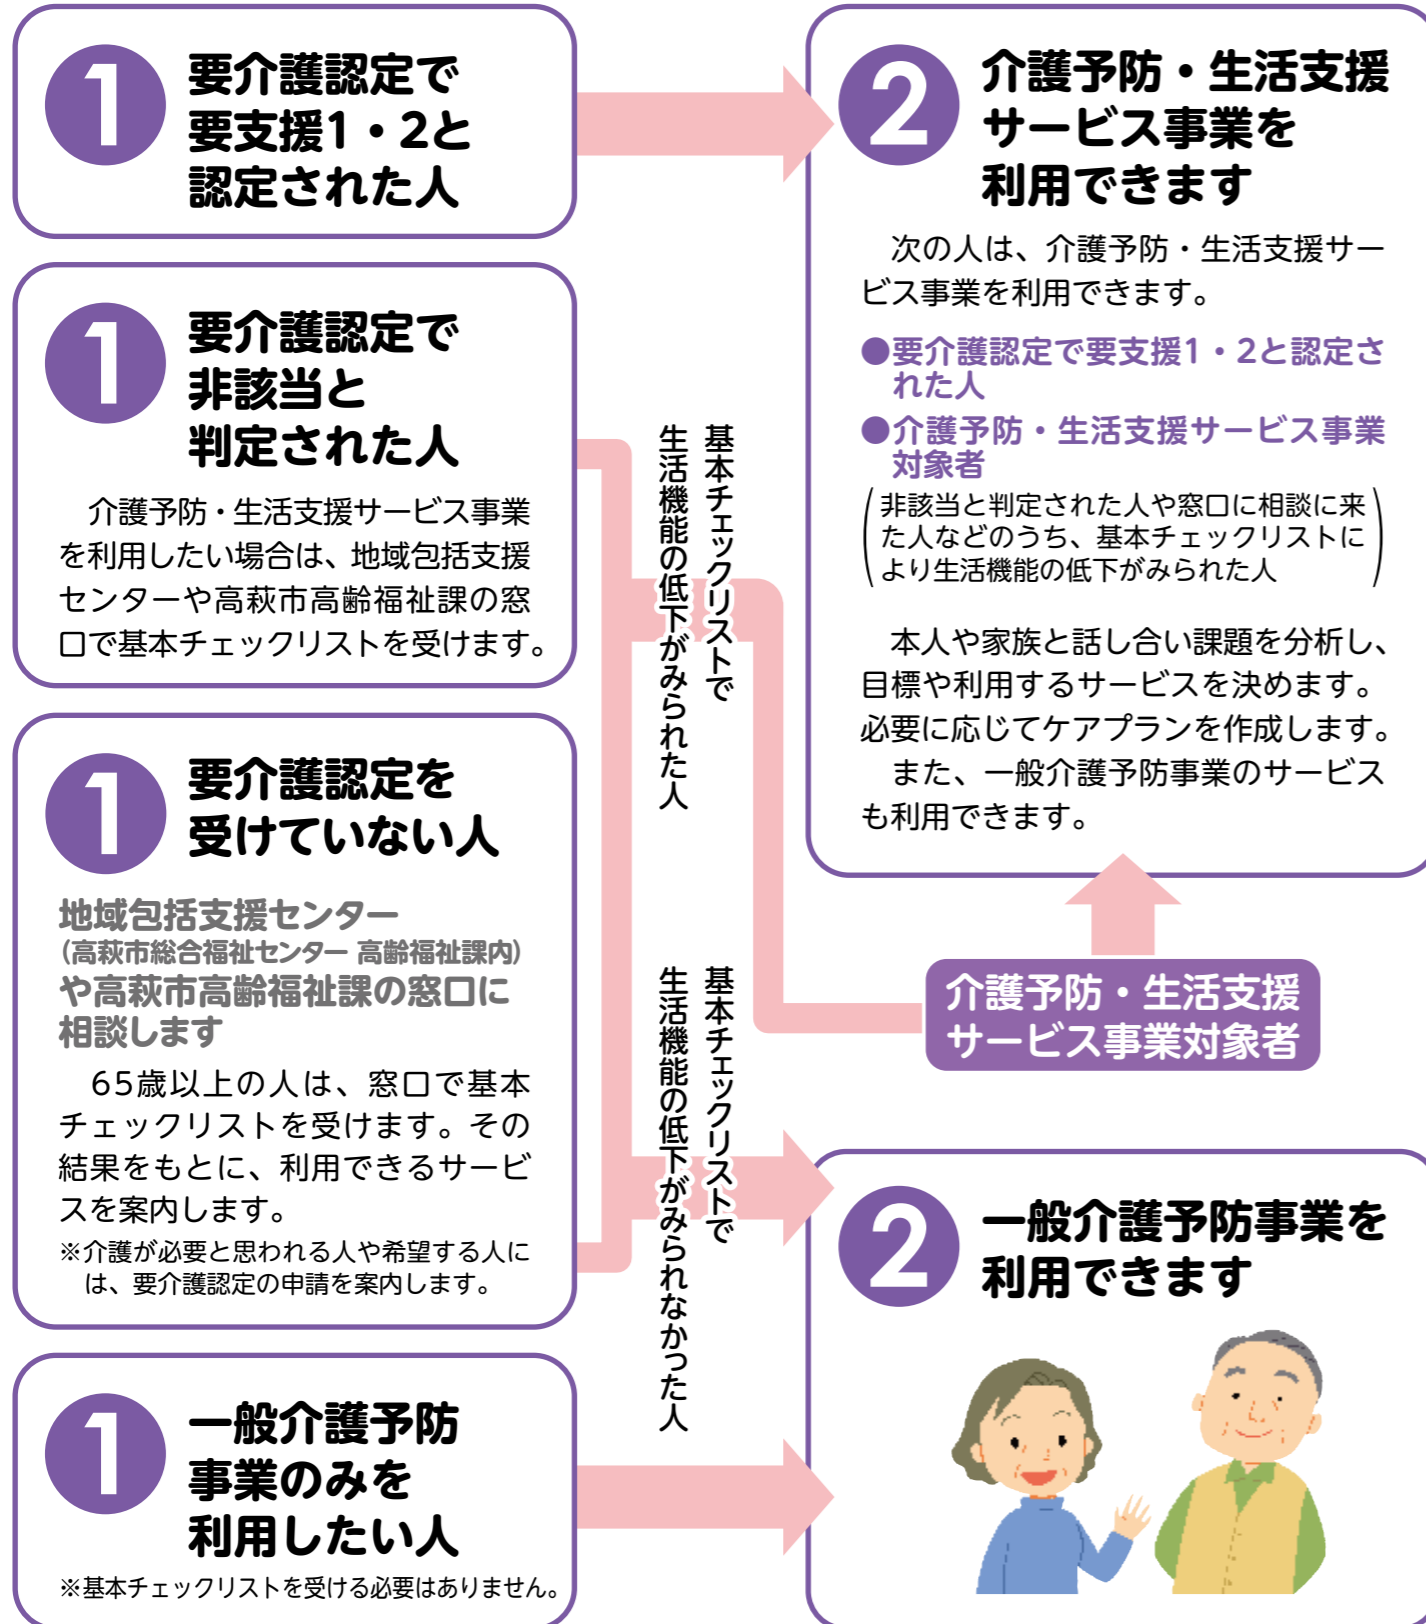 1
要介護認定で
要支援1・2と
認定された人
1
要介護認定で
非該当と
判定された人
介護予防・生活支援サービス事業
を利用したい場合は、地域包括支援
センターや高萩市高齢福祉課の窓
口で基本チェックリストを受けます。
1
要介護認定を
受けていない人
地域包括支援センター
(高萩市総合福祉センター 高齢福祉課内)
や高萩市高齢福祉課の窓口に
相談します
65歳以上の人は、窓口で基本
チェックリストを受けます。その
結果をもとに、利用できるサービ
スを案内します。
※介護が必要と思われる人や希望する人に
は、要介護認定の申請を案内します。
1
一般介護予防
事業のみを
利用したい人
※基本チェックリストを受ける必要はありません。
基本チェックリストで
生活機能の低下がみられた人
基本チェックリストで
生活機能の低下がみられなかった人
2
介護予防・生活支援
サービス事業を
利用できます
次の人は、介護予防・生活支援サー
ビス事業を利用できます。
●要介護認定で要支援1・2と認定さ
れた人
●介護予防・生活支援サービス事業
対象者
(非該当と判定された人や窓口に相談に来
た人などのうち、基本チェックリストに
より生活機能の低下がみられた人)
本人や家族と話し合い課題を分析し、
目標や利用するサービスを決めます。
必要に応じてケアプランを作成します。
また、一般介護予防事業のサービス
も利用できます。
介護予防・生活支援
サービス事業対象者
2
一般介護予防事業を
利用できます